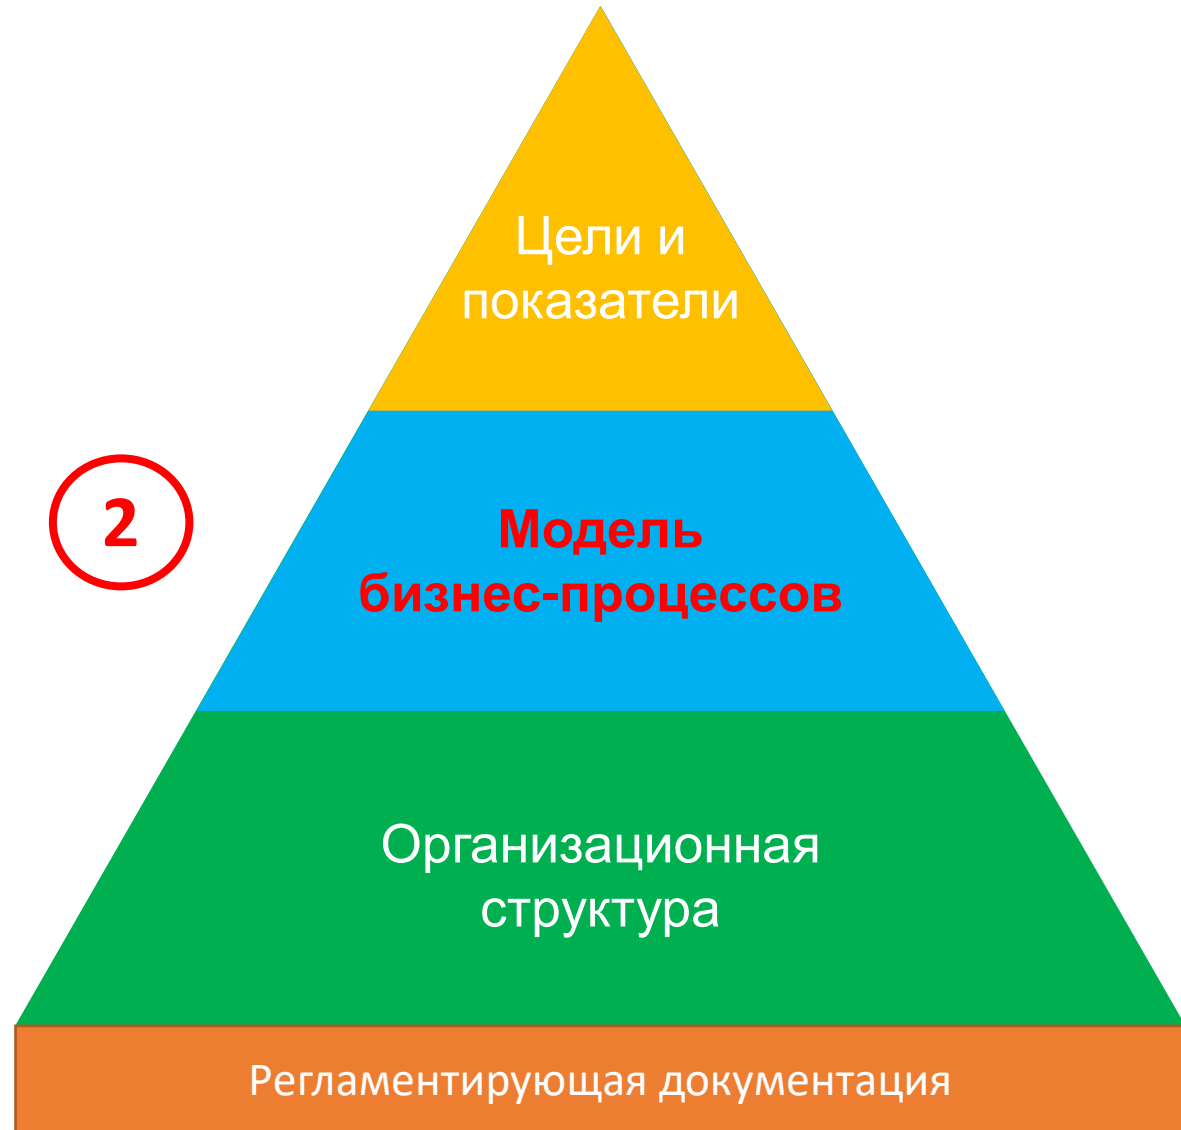 Цели и
показатели
2
Модель
бизнес-процессов
Организационная
структура
Регламентирующая документация